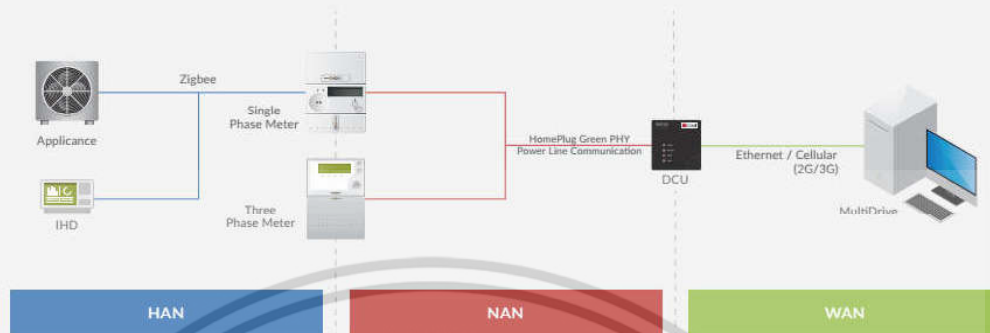 Zigbee
Applicance
IHD
Single
Phase Meter
Three
Phase Meter
HomePlug Green PHY
Power Line Communication
DCU
Ethernet / Cellular
(2G/3G)
MultiDrive
HAN
NAN
WAN